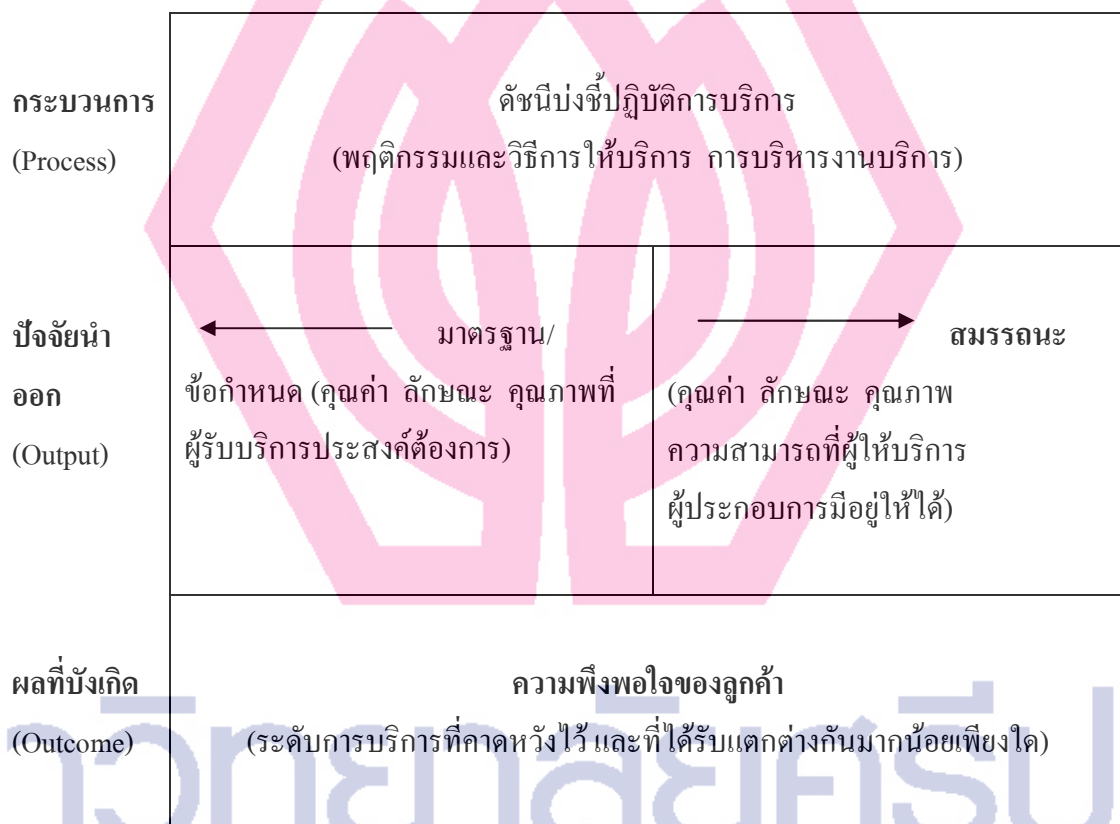 กระบวนการ
(Process)
ดัชนีบ่งชี้ปฏิบัติการบริการ
(พฤติกรรมและวิธีการให้บริการ การบริหารงานบริการ)
ปัจจัยนำ
ออก
(Output)
มาตรฐาน/
ข้อกำหนด (คุณค่า ลักษณะ คุณภาพที่
ผู้รับบริการประสงค์ต้องการ)
สมรรถนะ
(คุณค่า ลักษณะ คุณภาพ
ความสามารถที่ผู้ให้บริการ
ผู้ประกอบการมีอยู่ให้ได้)
ผลที่บังเกิด
(Outcome)
ความพึงพอใจของลูกค้า
(ระดับการบริการที่คาดหวังไว้ และที่ได้รับแตกต่างกันมากน้อยเพียงใด)